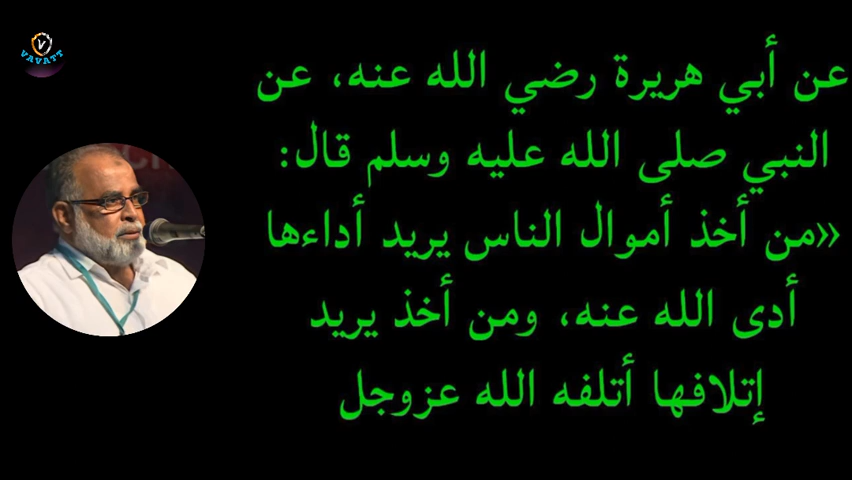 VAVATT
عن أبي هريرة رضي الله عنه، عن
النبي صلى الله عليه وسلم قال:
«من أخذ أموال الناس يريد أداءها
أدى الله عنه، ومن أخذ يريد
إتلافها أتلفه الله عزوجل